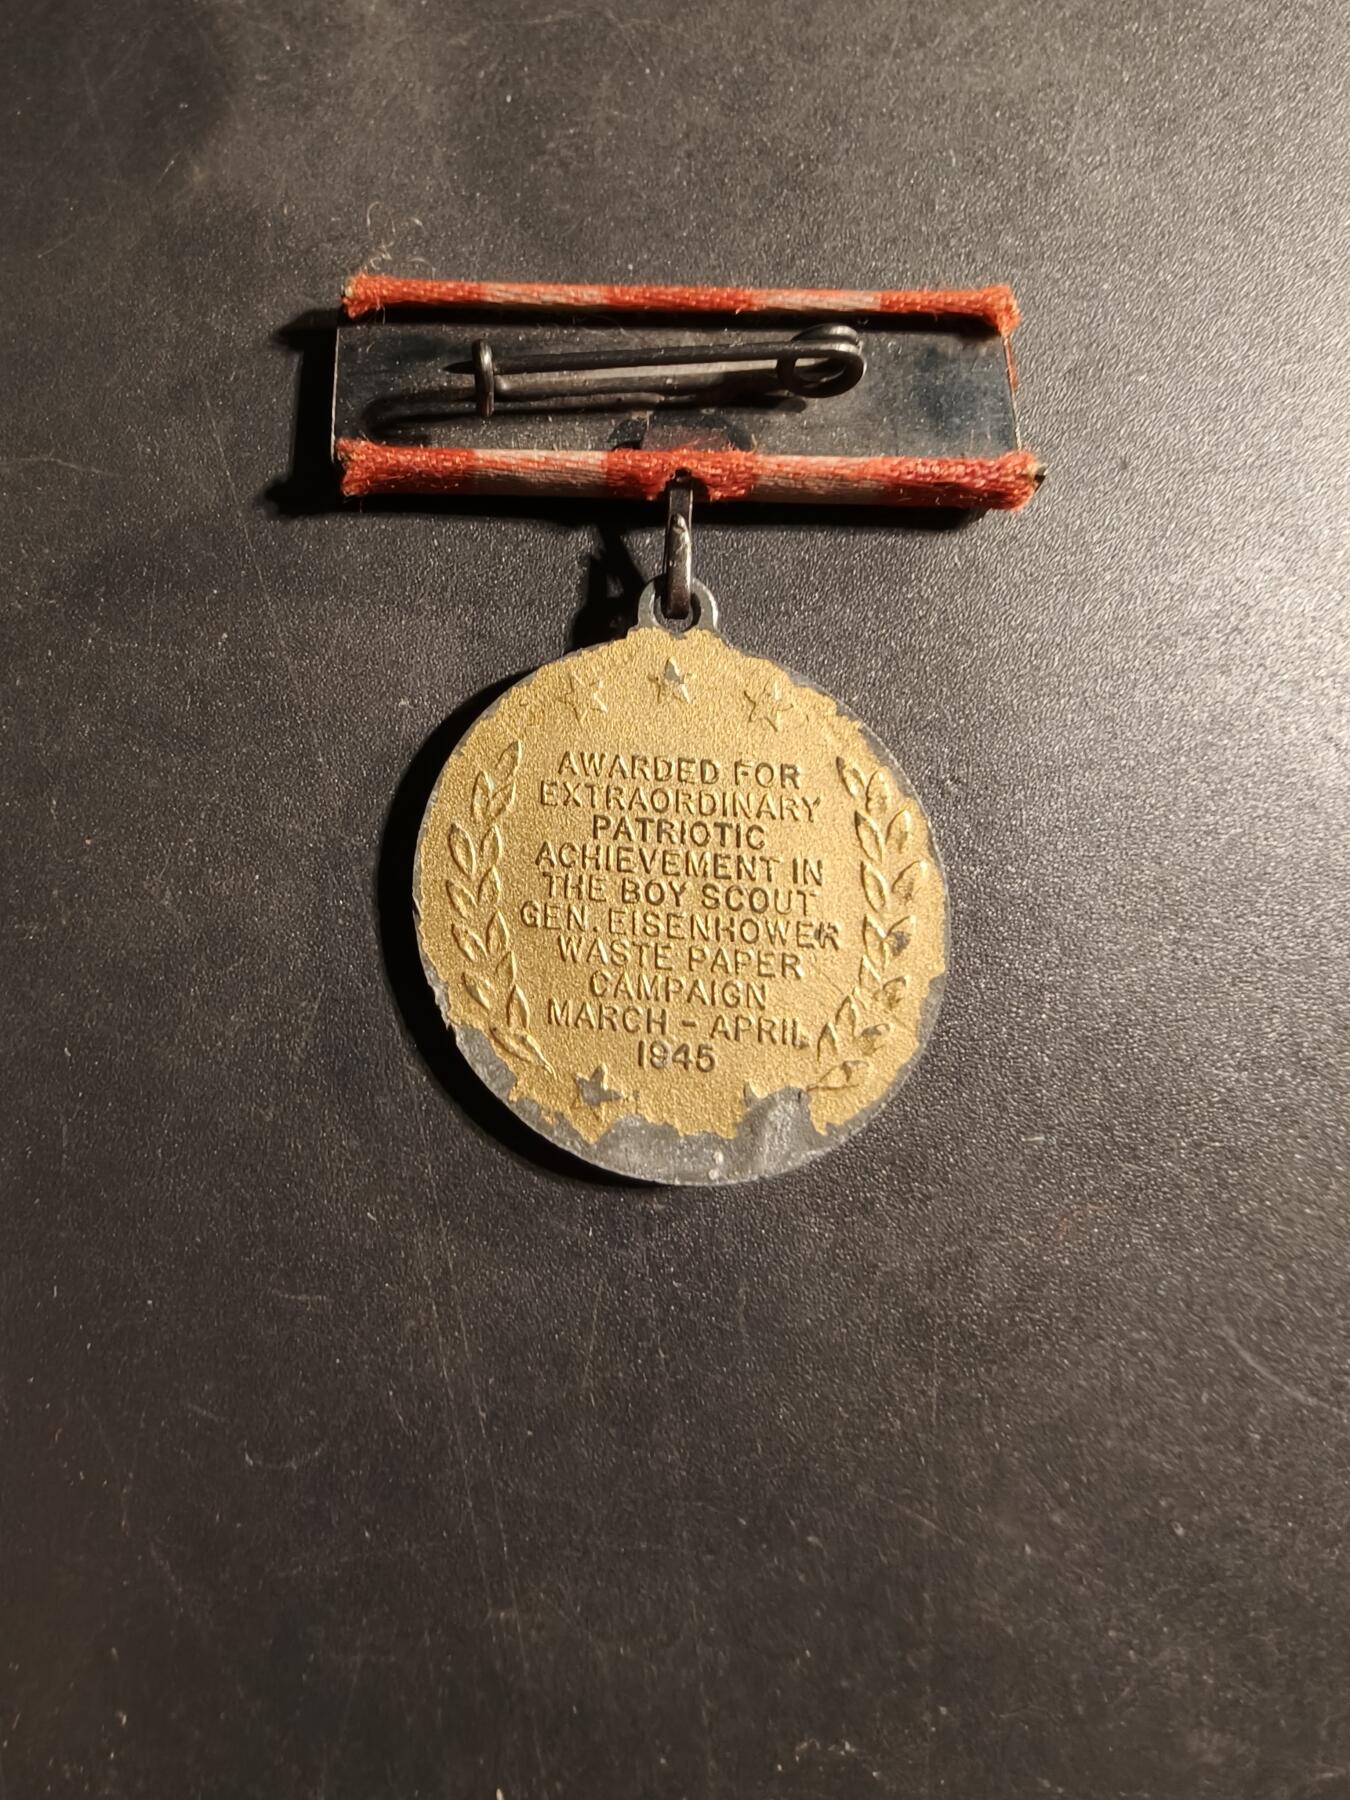 AWARDED FOR
EXTRAORDINARY
PATRIOTIC
ACHIEVEMENT IN
THE BOY SCOUT
GEN. EISENHOWER
WASTE PAPER
CAMPAIGN
MARCH - APRIL
1945